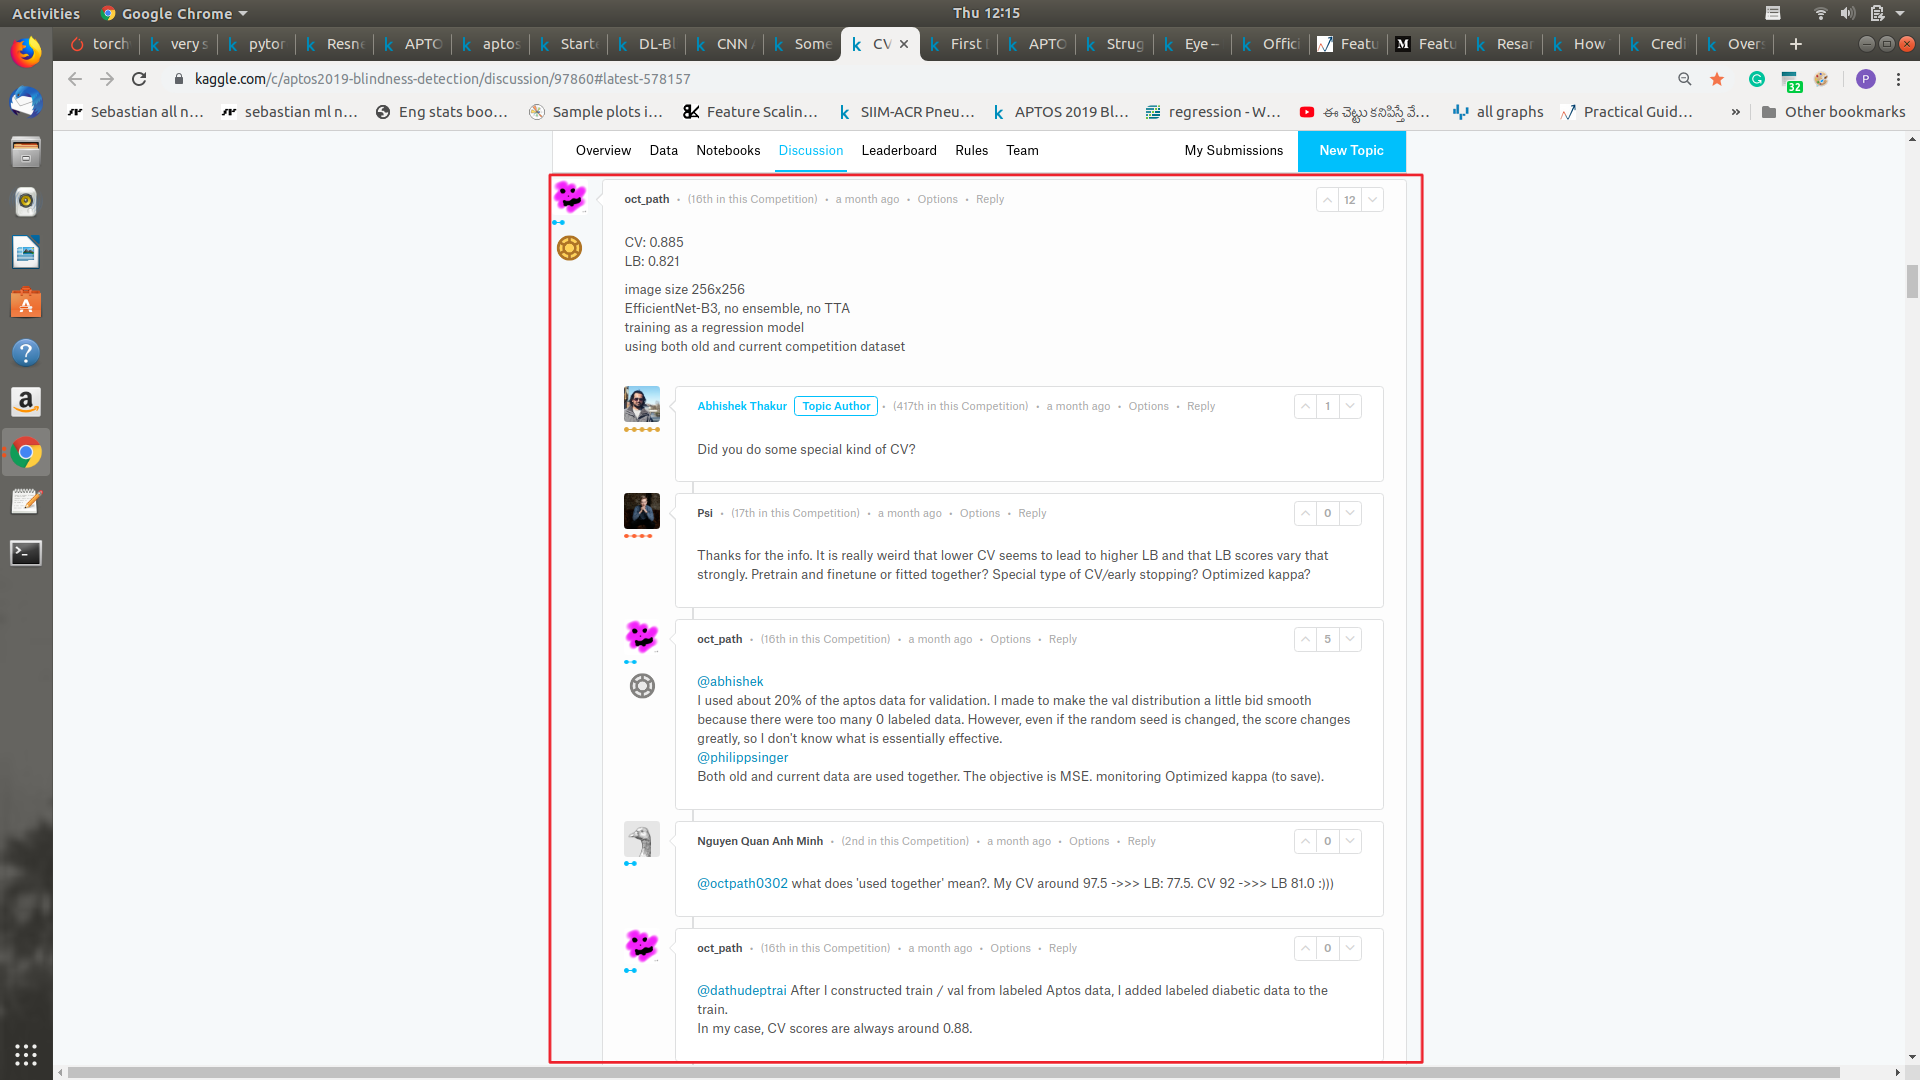 Activities Google Chrome Thu 12:15
torch very s pytor Resne APTO aptos Start DL-Bl CNN Some CV First APTO Strug Eye – Offici Featu Featu Resar How Credi Overs
kaggle.com/c/aptos2019-blindness-detection/discussion/97860#latest-578157 P 32
Sebastian all n... sebastian ml n... Eng stats boo... Sample plots i... Feature Scalin... SIIM-ACR Pneu... APTOS 2019 Bl... regression - W... ఈ చెట్టు కనిపిస్తే వే... all graphs Practical Guid... » Other bookmarks
Overview Data Notebooks Discussion Leaderboard Rules Team My Submissions New Topic
oct_path • (16th in this Competition) • a month ago • Options • Reply 12
CV: 0.885
LB: 0.821
image size 256x256
EfficientNet-B3, no ensemble, no TTA
training as a regression model
using both old and current competition dataset
Abhishek Thakur Topic Author • (417th in this Competition) • a month ago • Options • Reply 1
Did you do some special kind of CV?
Psi • (17th in this Competition) • a month ago • Options • Reply 0
Thanks for the info. It is really weird that lower CV seems to lead to higher LB and that LB scores vary that
strongly. Pretrain and finetune or fitted together? Special type of CV/early stopping? Optimized kappa?
oct_path • (16th in this Competition) • a month ago • Options • Reply 5
@abhishek
I used about 20% of the aptos data for validation. I made to make the val distribution a little bid smooth
because there were too many 0 labeled data. However, even if the random seed is changed, the score changes
greatly, so I don't know what is essentially effective.
@philippsinger
Both old and current data are used together. The objective is MSE. monitoring Optimized kappa (to save).
Nguyen Quan Anh Minh • (2nd in this Competition) • a month ago • Options • Reply 0
@octpath0302 what does 'used together' mean?. My CV around 97.5 ->>> LB: 77.5. CV 92 ->>> LB 81.0 :)))
oct_path • (16th in this Competition) • a month ago • Options • Reply 0
@dathudeptrai After I constructed train / val from labeled Aptos data, I added labeled diabetic data to the
train.
In my case, CV scores are always around 0.88.